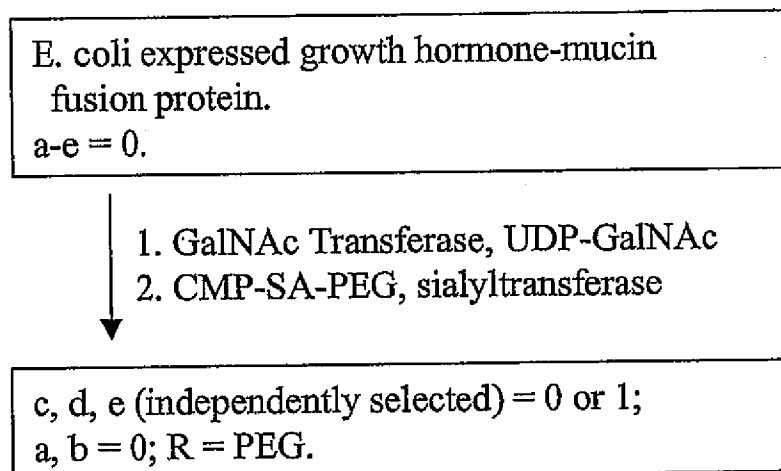 E. coli expressed growth hormone-mucin
fusion protein.
a-e = 0.
1. GalNAc Transferase, UDP-GalNAc
2. CMP-SA-PEG, sialyltransferase
c, d, e (independently selected) = 0 or 1;
a, b = 0; R = PEG.